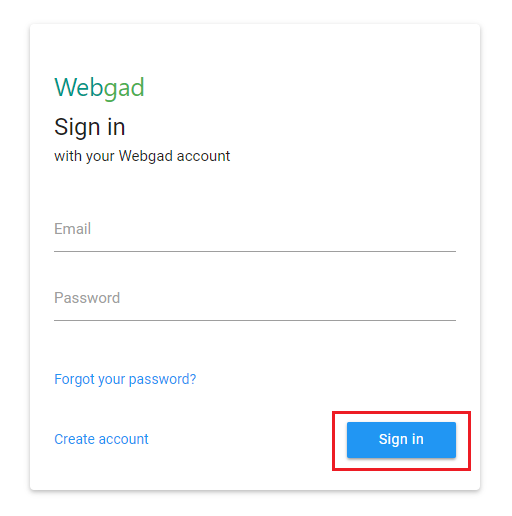 Webgad
Sign in
with your Webgad account
Email
Password
Forgot your password?
Create account
Sign in